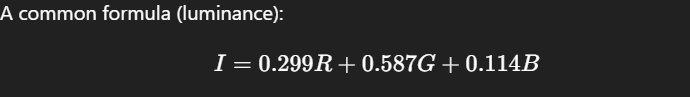 A common formula (luminance):
I = 0.299R + 0.587G + 0.114B